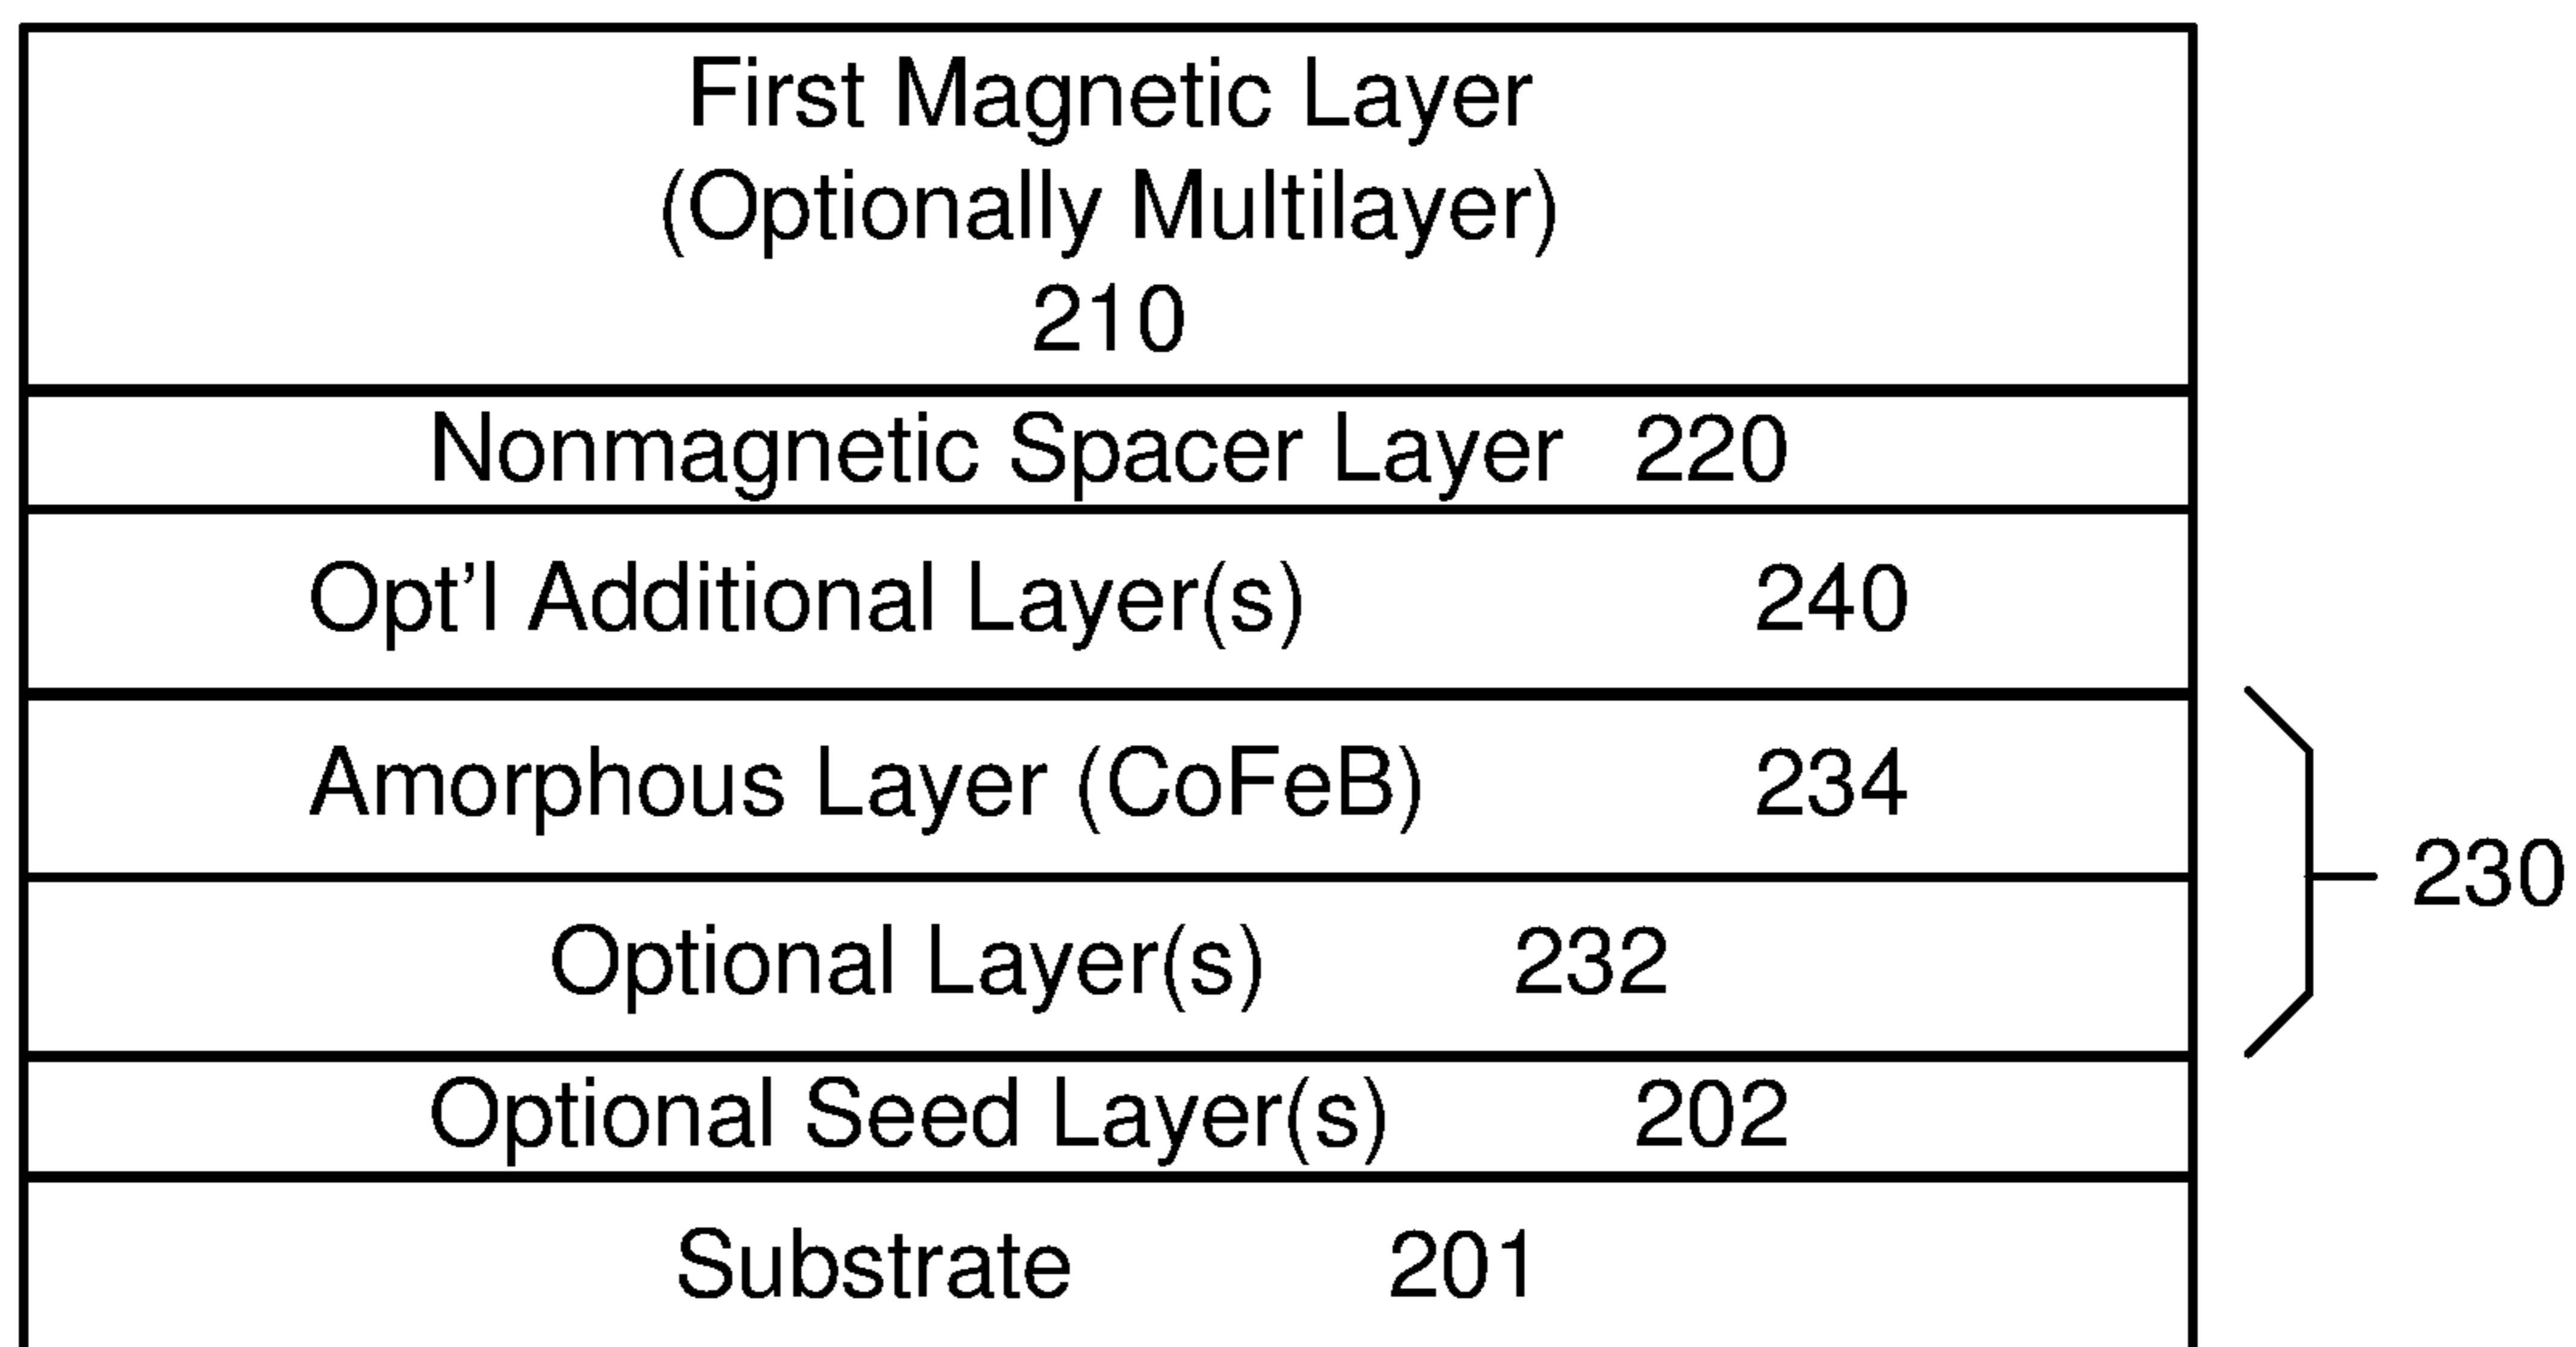 First Magnetic Layer
(Optionally Multilayer)
210
Nonmagnetic Spacer Layer 220
Opt'l Additional Layer(s) 240
Amorphous Layer (CoFeB) 234
230
Optional Layer(s) 232
Optional Seed Layer(s) 202
Substrate 201